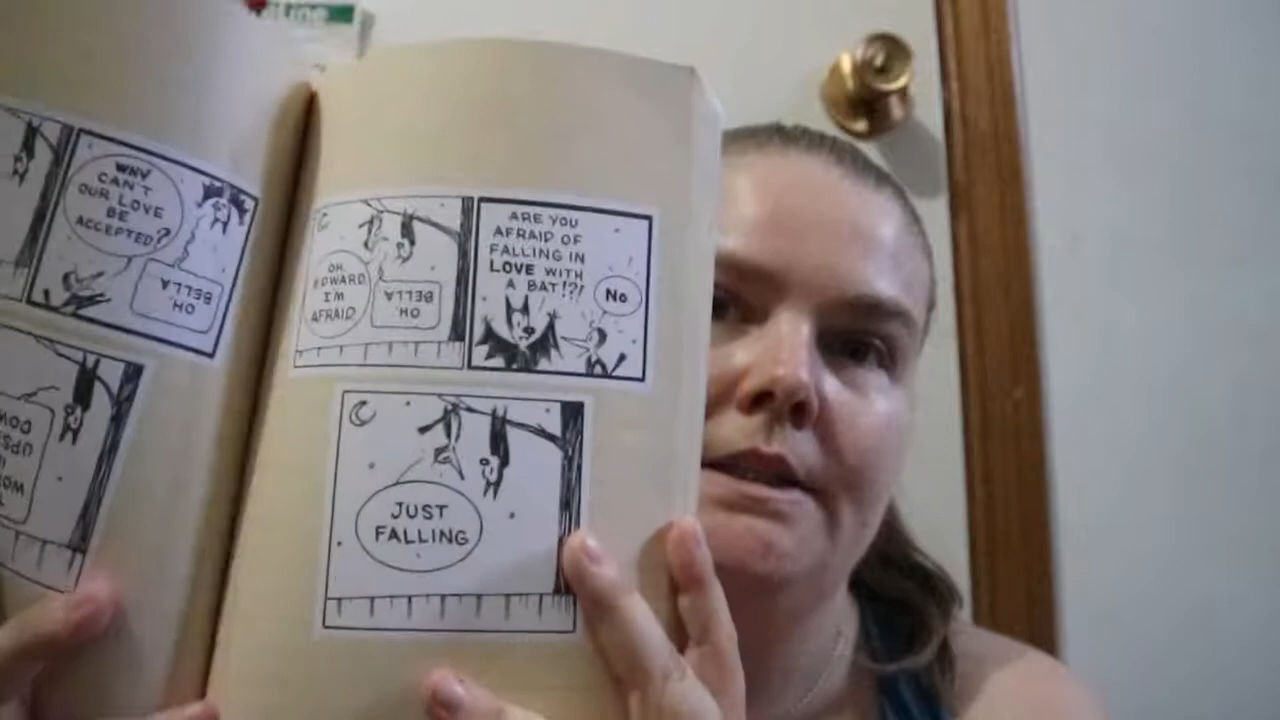 WHY
CAN'T
OUR LOVE
BE
ACCEPTED?
OH,
BELLA
OH,
EDWARD
I'M
AFRAID
OH,
BELLA
ARE YOU
AFRAID OF
FALLING IN
LOVE WITH
A BAT!?!
No
JUST
FALLING